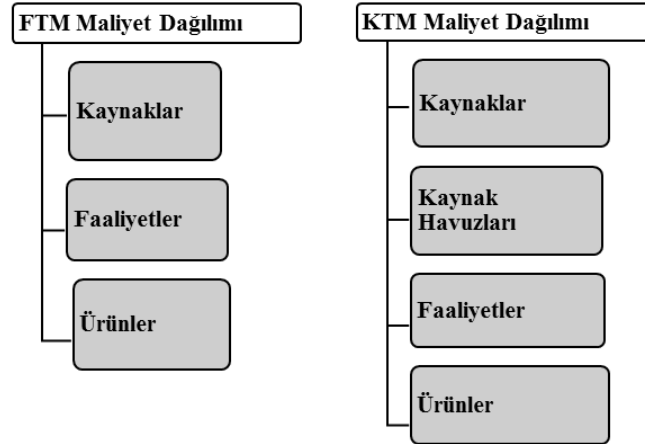 FTM Maliyet Dağılımı
Kaynaklar
Faaliyetler
Ürünler
KTM Maliyet Dağılımı
Kaynaklar
Kaynak
Havuzları
Faaliyetler
Ürünler